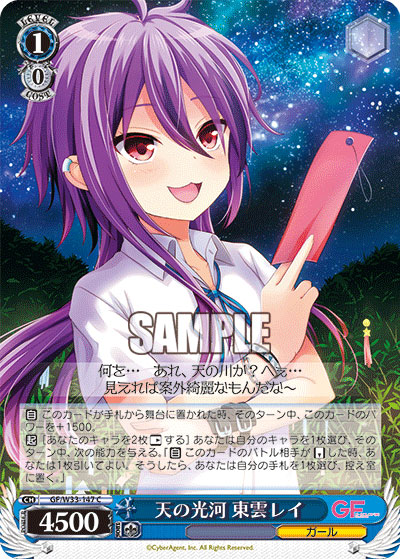 LEVEL
1
0
COST
SAMPLE
何を… あれ、天の川が？へぇ…
見えれば案外綺麗なもんだな～
自 このカードが手札から舞台に置かれた時、そのターン中、このカードのパ
ワーを+1500。
起［あなたのキャラを2枚 する］あなたは自分のキャラを1枚選び、その
ターン中、次の能力を与える。『自 このカードのバトル相手が した時、あな
たは1枚引いてよい。そうしたら、あなたは自分の手札を1枚選び、控え室
に置く。』
CH GF/W33-147 C
4500
天の光河 東雲レイ
GF
ガール
©CyberAgent, Inc. All Rights Reserved.